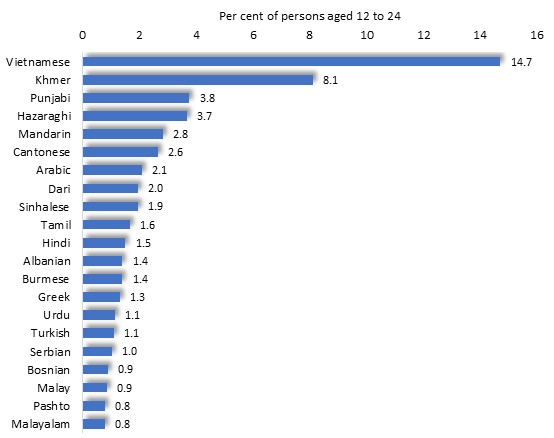 Per cent of persons aged 12 to 24
0 2 4 6 8 10 12 14 16
Vietnamese 14.7
Khmer 8.1
Punjabi 3.8
Hazaraghi 3.7
Mandarin 2.8
Cantonese 2.6
Arabic 2.1
Dari 2.0
Sinhalese 1.9
Tamil 1.6
Hindi 1.5
Albanian 1.4
Burmese 1.4
Greek 1.3
Urdu 1.1
Turkish 1.1
Serbian 1.0
Bosnian 0.9
Malay 0.9
Pashto 0.8
Malayalam 0.8